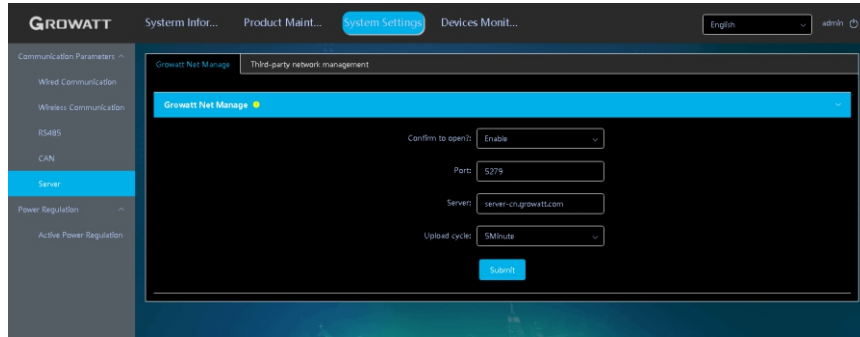 GROWATT
Systerm Infor... Product Maint... System Settings Devices Monit... English admin
Communication Parameters
Wired Communication
Wireless Communication
RS485
CAN
Server
Power Regulation
Active Power Regulation
Growatt Net Manage Third-party network management
Growatt Net Manage
Confirm to open?: Enable
Port: 5279
Server: server-cn.growatt.com
Upload cycle: 5Minute
Submit